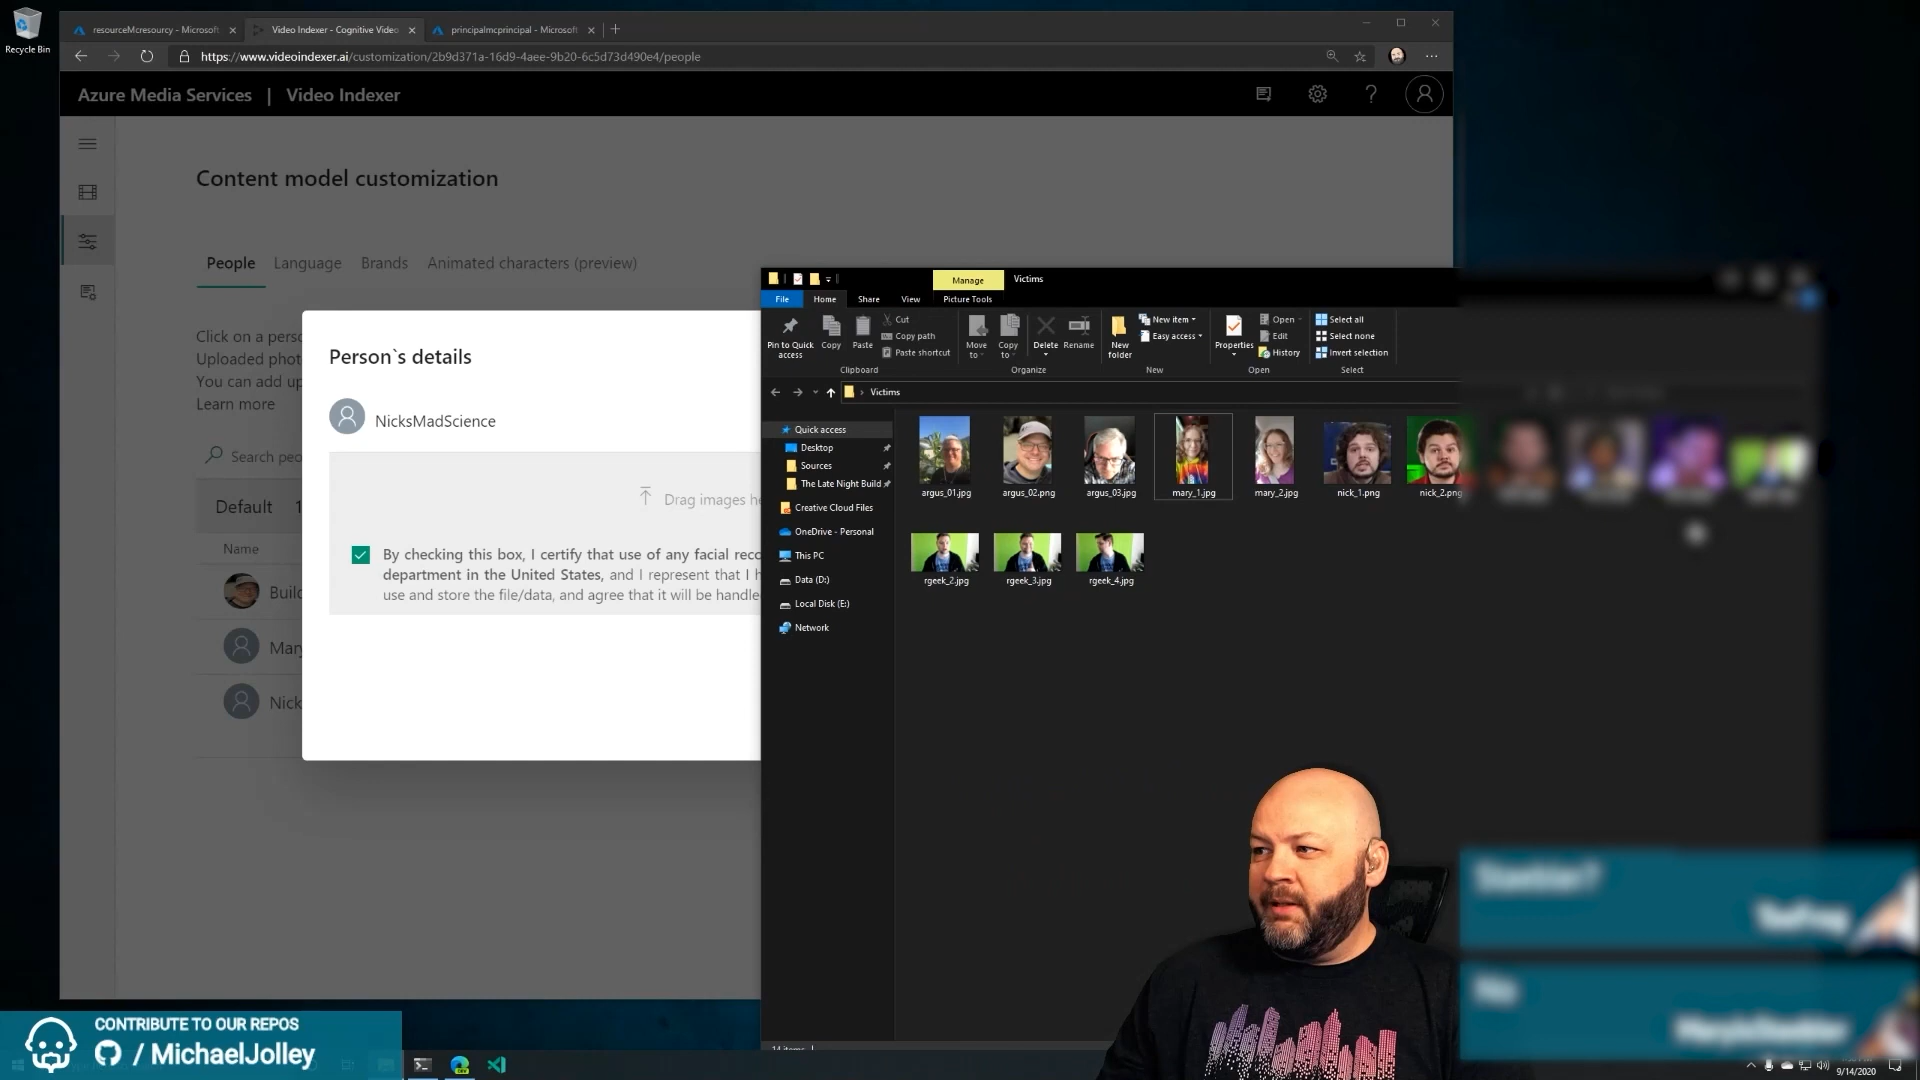 Recycle Bin
resourceMcresourcy - Microsoft
Video Indexer - Cognitive Video
principalmcprincipal - Microsoft
https://www.videoindexer.ai/customization/2b9d371a-16d9-4aee-9b20-6c5d73d490e4/people
Azure Media Services | Video Indexer
Content model customization
People Language Brands Animated characters (preview)
Click on a pers
Uploaded phot
You can add up
Learn more
Search peo
Default 1
Name
Build
Mar
Nick
Person`s details
NicksMadScience
Drag images he
By checking this box, I certify that use of any facial reco
department in the United States, and I represent that I h
use and store the file/data, and agree that it will be handle
Manage Victims
File Home Share View Picture Tools
Pin to Quick access
Copy
Paste
Cut
Copy path
Paste shortcut
Clipboard
Move to
Copy to
Delete
Rename
Organize
New folder
New item
Easy access
New
Properties
Open
Edit
History
Open
Select all
Select none
Invert selection
Select
Victims
Quick access
Desktop
Sources
The Late Night Build
Creative Cloud Files
OneDrive - Personal
This PC
Data (D:)
Local Disk (E:)
Network
argus_01.jpg
argus_02.png
argus_03.jpg
mary_1.jpg
mary_2.jpg
nick_1.png
nick_2.png
rgeek_2.jpg
rgeek_3.jpg
rgeek_4.jpg
14 items
CONTRIBUTE TO OUR REPOS
/ MichaelJolley
No
9/14/2020